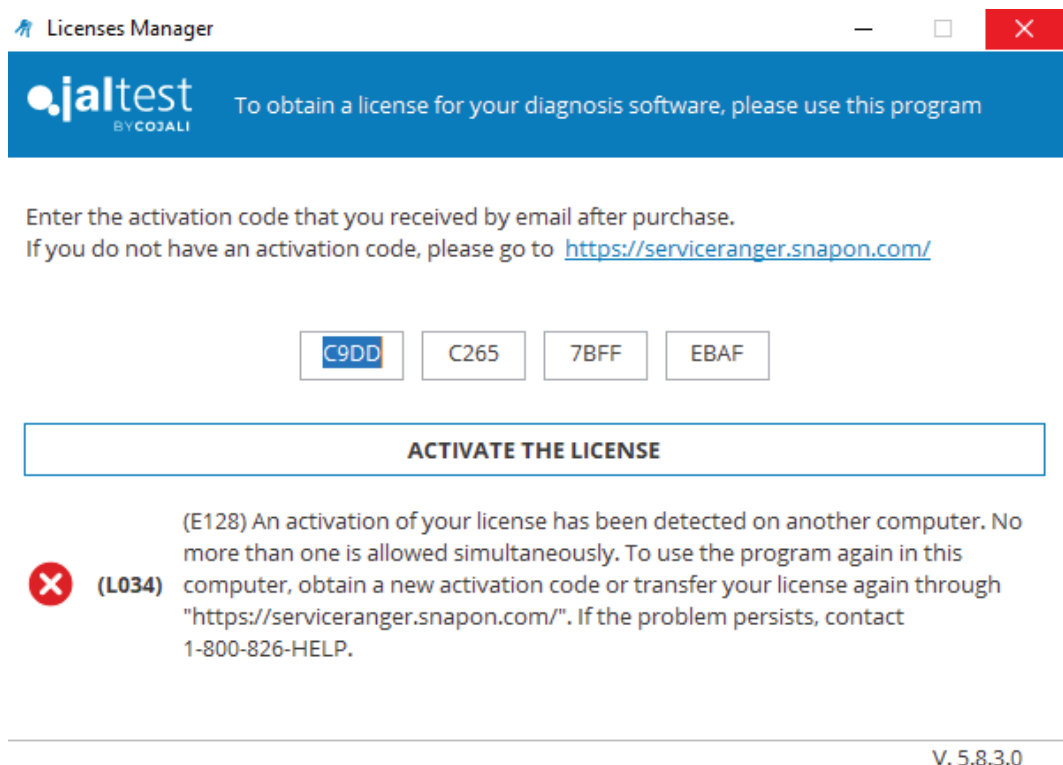 Licenses Manager
jaltest
BY COJALI
To obtain a license for your diagnosis software, please use this program
Enter the activation code that you received by email after purchase.
If you do not have an activation code, please go to https://serviceranger.snapon.com/
C9DD C265 7BFF EBAF
ACTIVATE THE LICENSE
(E128) An activation of your license has been detected on another computer. No
more than one is allowed simultaneously. To use the program again in this
(L034) computer, obtain a new activation code or transfer your license again through
"https://serviceranger.snapon.com/". If the problem persists, contact
1-800-826-HELP.
V. 5.8.3.0